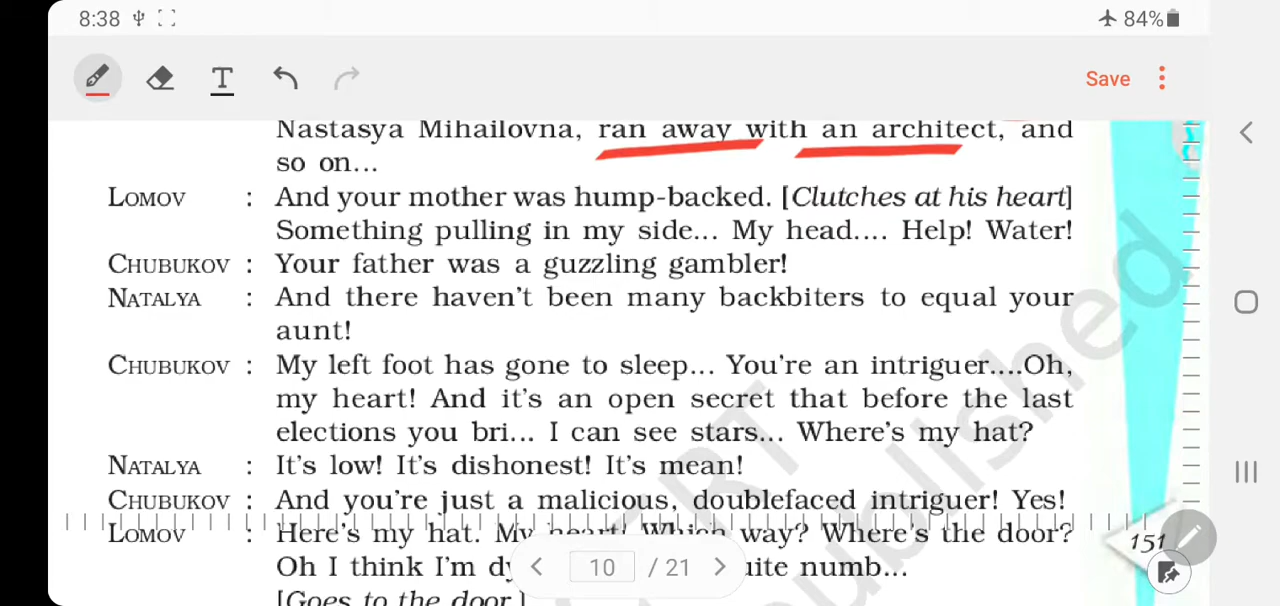 8:38
84%
Save
Nastasya Mihailovna, ran away with an architect, and
so on...
LOMOV : And your mother was hump-backed. [Clutches at his heart]
Something pulling in my side... My head.... Help! Water!
CHUBUKOV : Your father was a guzzling gambler!
NATALYA : And there haven't been many backbiters to equal your
aunt!
CHUBUKOV : My left foot has gone to sleep... You're an intriguer....Oh,
my heart! And it's an open secret that before the last
elections you bri... I can see stars... Where's my hat?
NATALYA : It's low! It's dishonest! It's mean!
CHUBUKOV : And you're just a malicious, doublefaced intriguer! Yes!
LOMOV : Here's my hat. My heart! Which way? Where's the door?
Oh I think I'm uite numb...
[Goes to the door.]
10 / 21
151